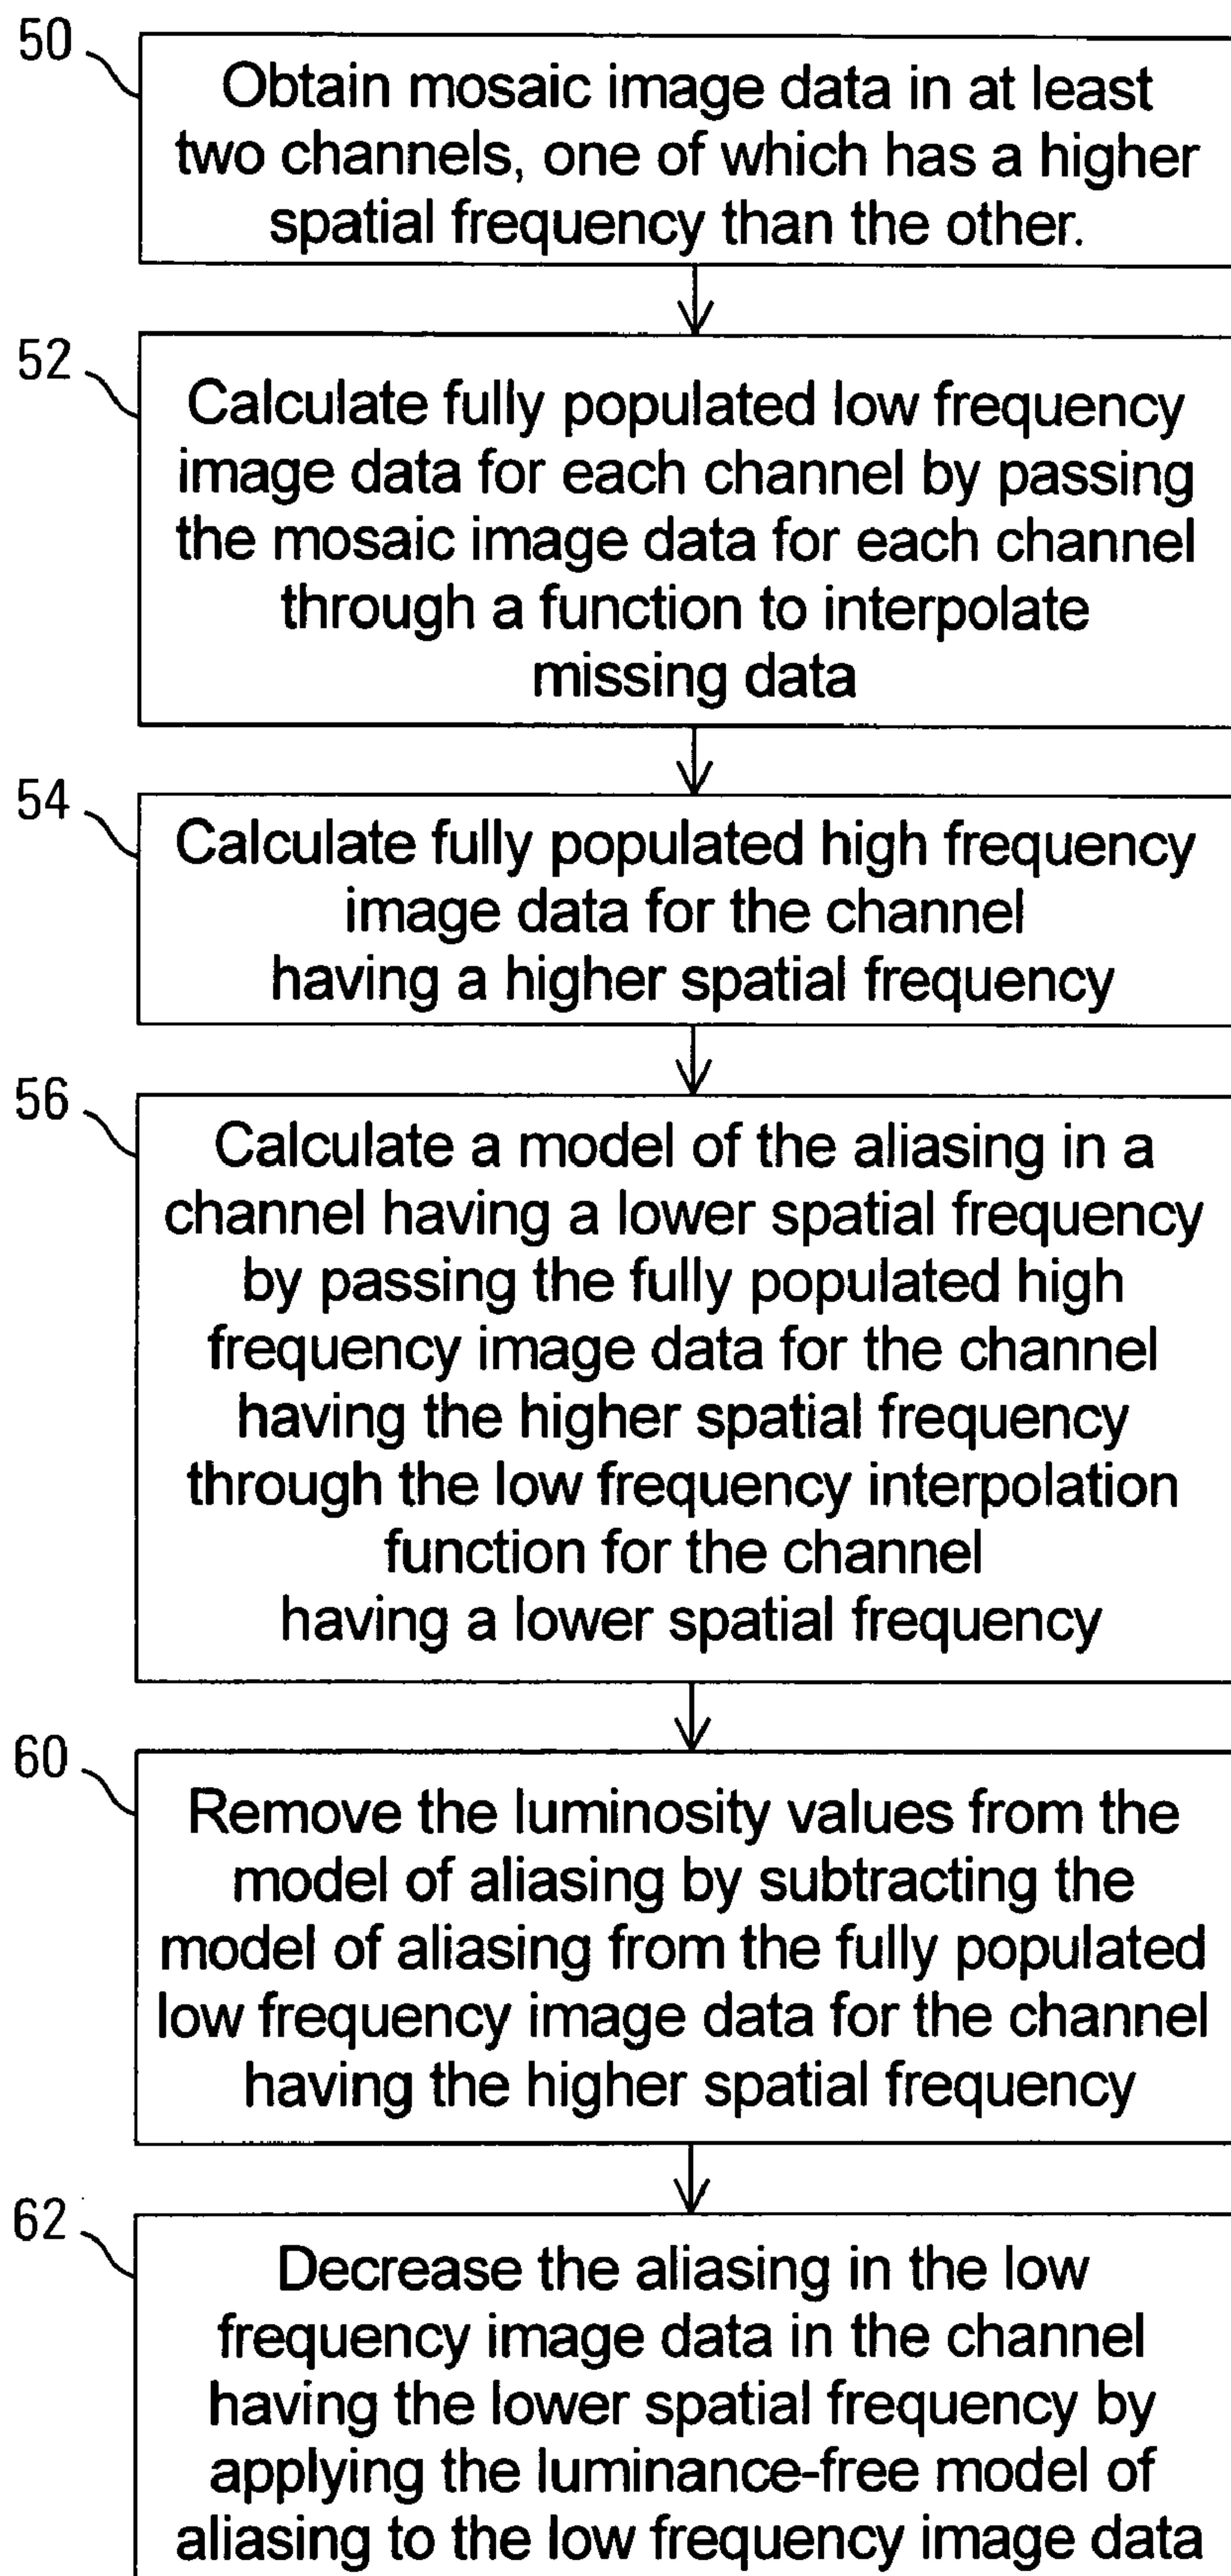 50
Obtain mosaic image data in at least
two channels, one of which has a higher
spatial frequency than the other.
52
Calculate fully populated low frequency
image data for each channel by passing
the mosaic image data for each channel
through a function to interpolate
missing data
54
Calculate fully populated high frequency
image data for the channel
having a higher spatial frequency
56
Calculate a model of the aliasing in a
channel having a lower spatial frequency
by passing the fully populated high
frequency image data for the channel
having the higher spatial frequency
through the low frequency interpolation
function for the channel
having a lower spatial frequency
60
Remove the luminosity values from the
model of aliasing by subtracting the
model of aliasing from the fully populated
low frequency image data for the channel
having the higher spatial frequency
62
Decrease the aliasing in the low
frequency image data in the channel
having the lower spatial frequency by
applying the luminance-free model of
aliasing to the low frequency image data